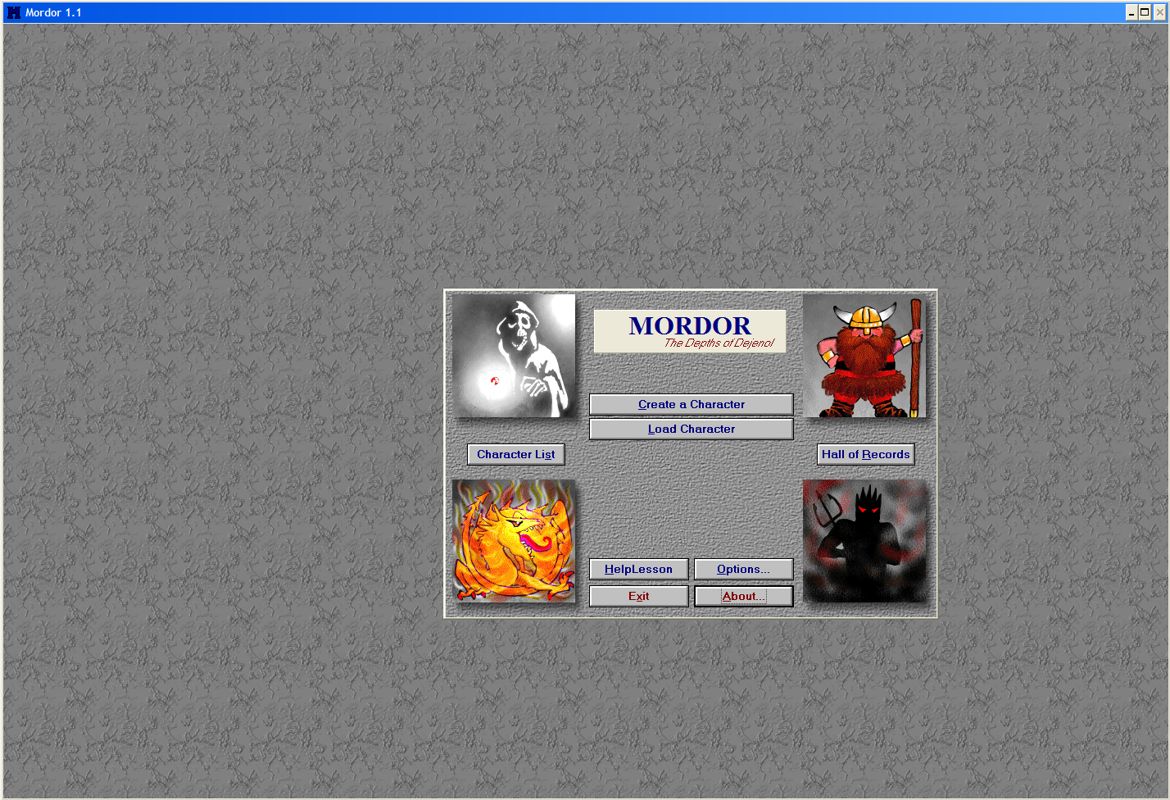 Mordor 1.1
MORDOR
The Depths of Dejenol
Create a Character
Load Character
Character List
Hall of Records
HelpLesson
Options...
Exit
About...